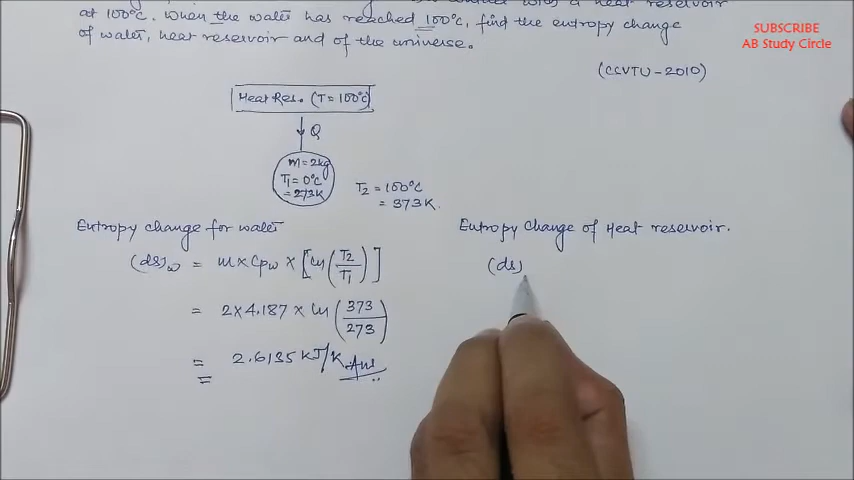 at 100°c. When the water has reached 100°c, find the entropy change
of water, heat reservoir and of the universe.
SUBSCRIBE
AB Study Circle
(CSVTU-2010)
Heat Res. (T = 100°c)
Q
m = 2kg
T1 = 0°c
= 273K
T2 = 100°C
= 373K.
Entropy change for water
(ds)w = m × Cpw × [ln(T2/T1)]
= 2 × 4.187 × ln(373/273)
= 2.6135 KJ/K Ans
Entropy Change of Heat reservoir.
(ds)